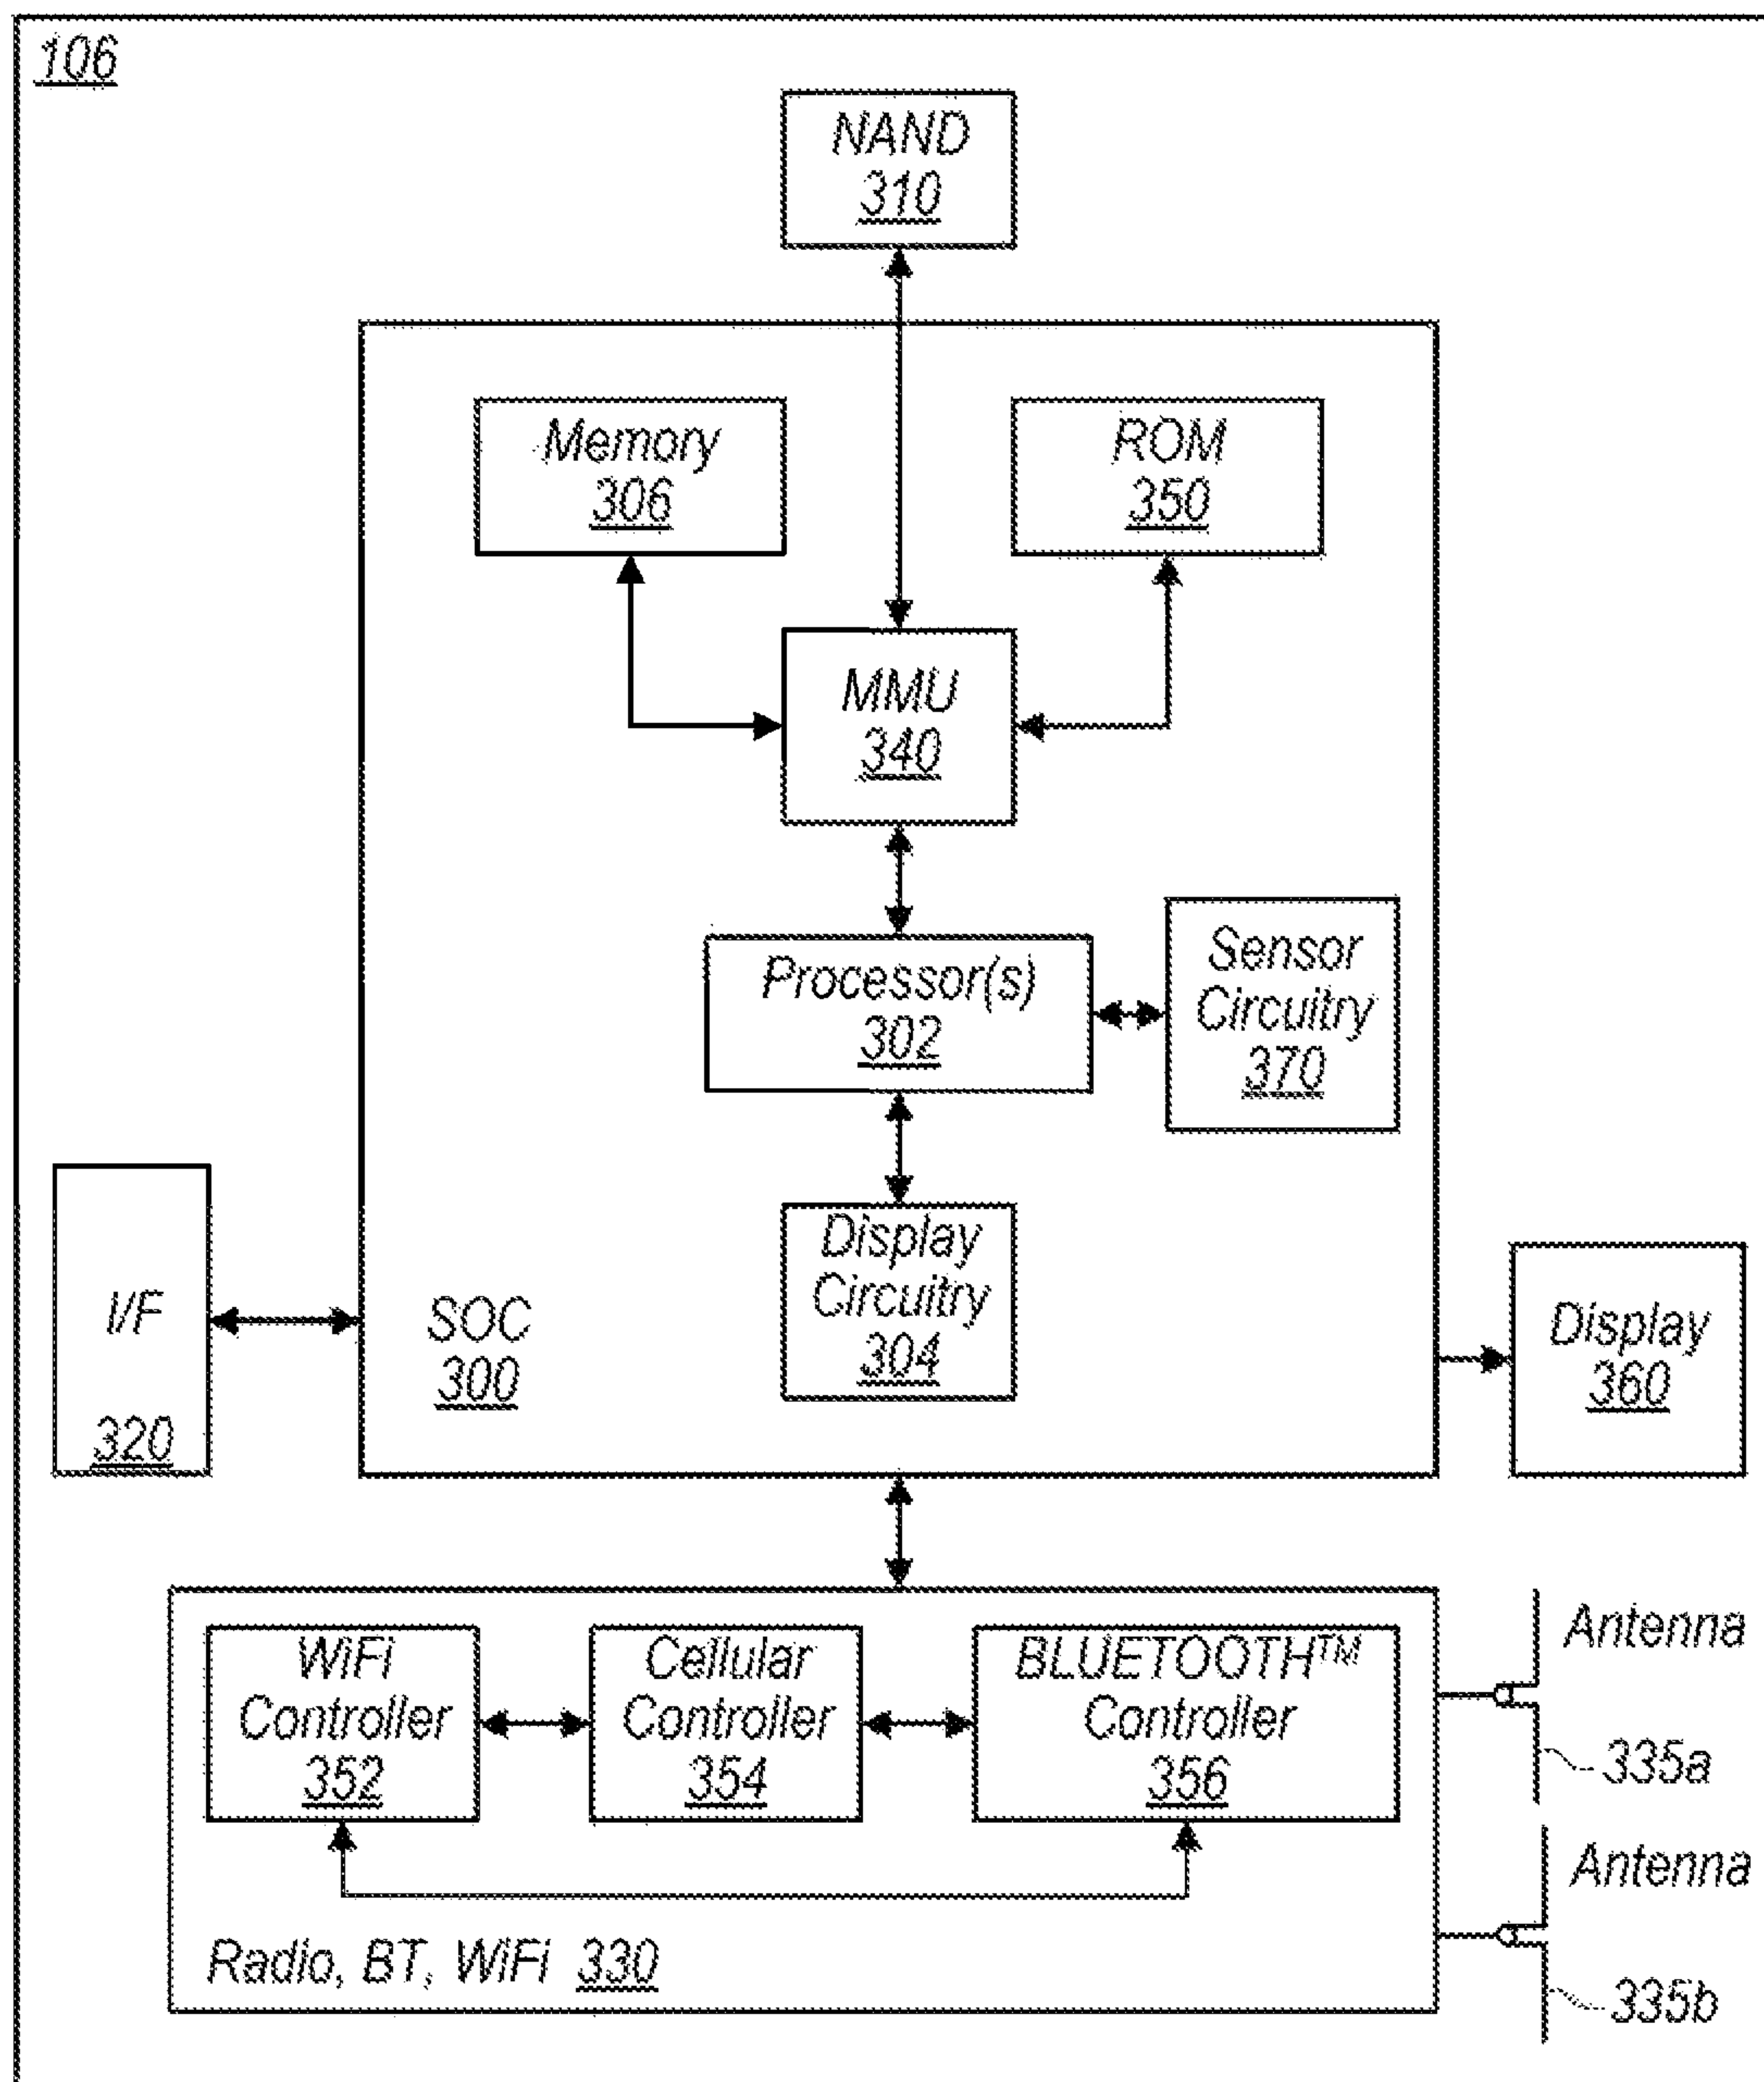 106
NAND
310
Memory
306
ROM
350
MMU
340
Processor(s)
302
Sensor
Circuitry
370
Display
Circuitry
304
SOC
300
I/F
320
Display
360
WiFi
Controller
352
Cellular
Controller
354
BLUETOOTH™
Controller
356
Radio, BT, WiFi 330
Antenna
335a
Antenna
335b